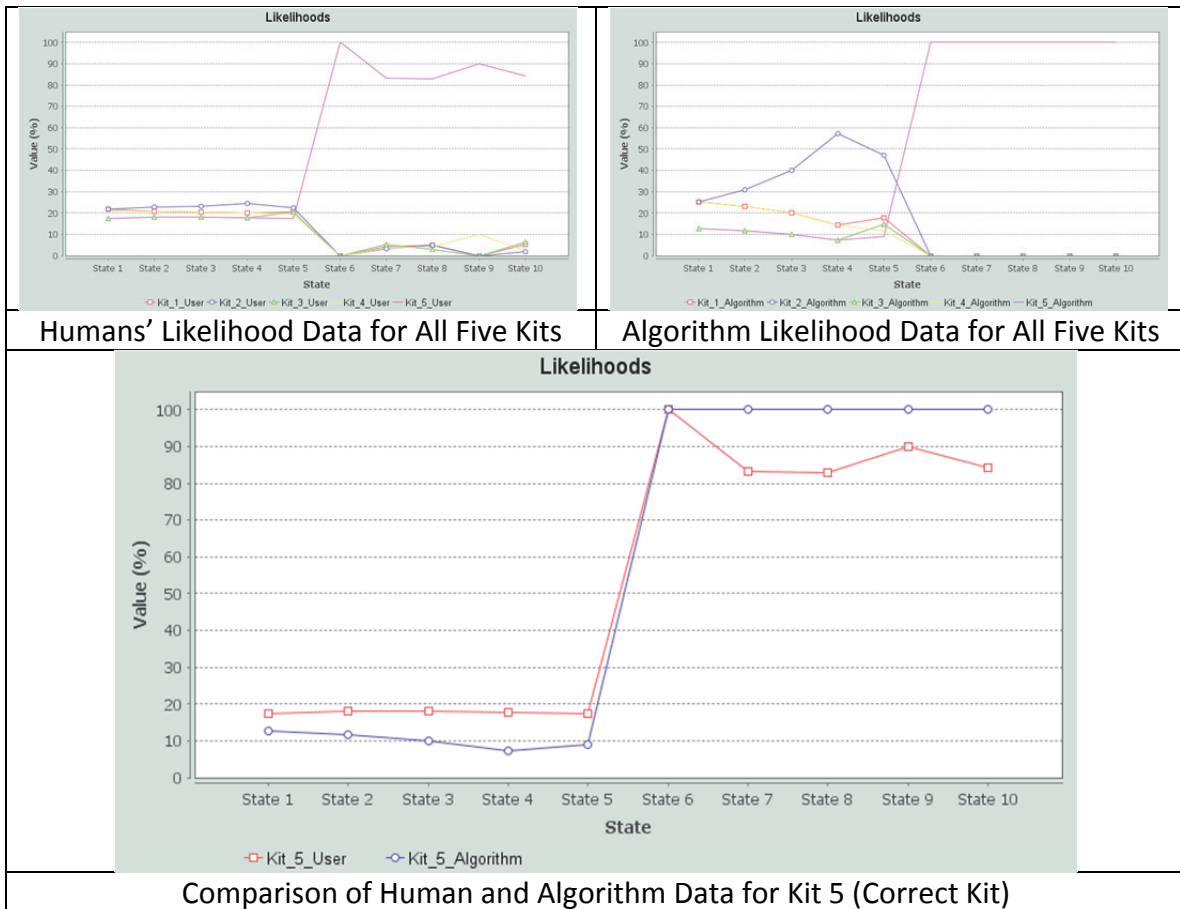 Likelihoods
Value (%)
100
90
80
70
60
50
40
30
20
10
0
State 1 State 2 State 3 State 4 State 5 State 6 State 7 State 8 State 9 State 10
State
Kit_1_User Kit_2_User Kit_3_User Kit_4_User Kit_5_User
Humans’ Likelihood Data for All Five Kits
Likelihoods
Value (%)
100
90
80
70
60
50
40
30
20
10
0
State 1 State 2 State 3 State 4 State 5 State 6 State 7 State 8 State 9 State 10
State
Kit_1_Algorithm Kit_2_Algorithm Kit_3_Algorithm Kit_4_Algorithm Kit_5_Algorithm
Algorithm Likelihood Data for All Five Kits
Likelihoods
Value (%)
100
90
80
70
60
50
40
30
20
10
0
State 1 State 2 State 3 State 4 State 5 State 6 State 7 State 8 State 9 State 10
State
Kit_5_User Kit_5_Algorithm
Comparison of Human and Algorithm Data for Kit 5 (Correct Kit)